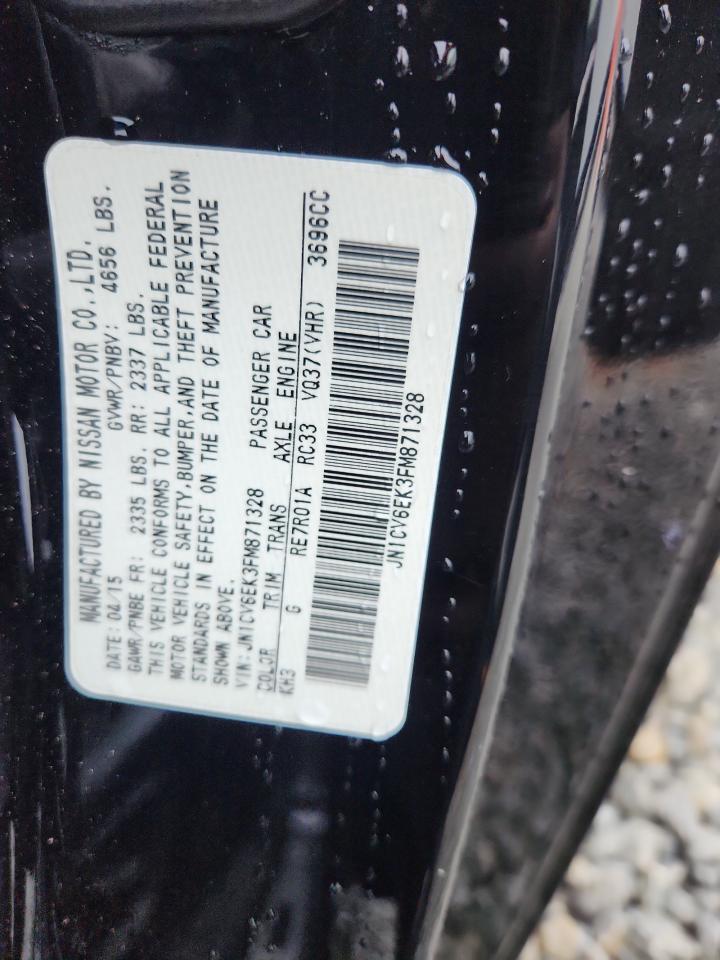 MANUFACTURED BY NISSAN MOTOR CO.,LTD.
DATE: 04/15 GVWR/PNBV: 4656 LBS.
GAWR/PNBE FR: 2335 LBS. RR: 2337 LBS.
THIS VEHICLE CONFORMS TO ALL APPLICABLE FEDERAL
MOTOR VEHICLE SAFETY,BUMPER,AND THEFT PREVENTION
STANDARDS IN EFFECT ON THE DATE OF MANUFACTURE
SHOWN ABOVE.
VIN:JN1CV6EK3FM871328 PASSENGER CAR
COLOR TRIM TRANS AXLE ENGINE
KH3 G RE7R01A RC33 VQ37(VHR) 3696CC
JN1CV6EK3FM871328